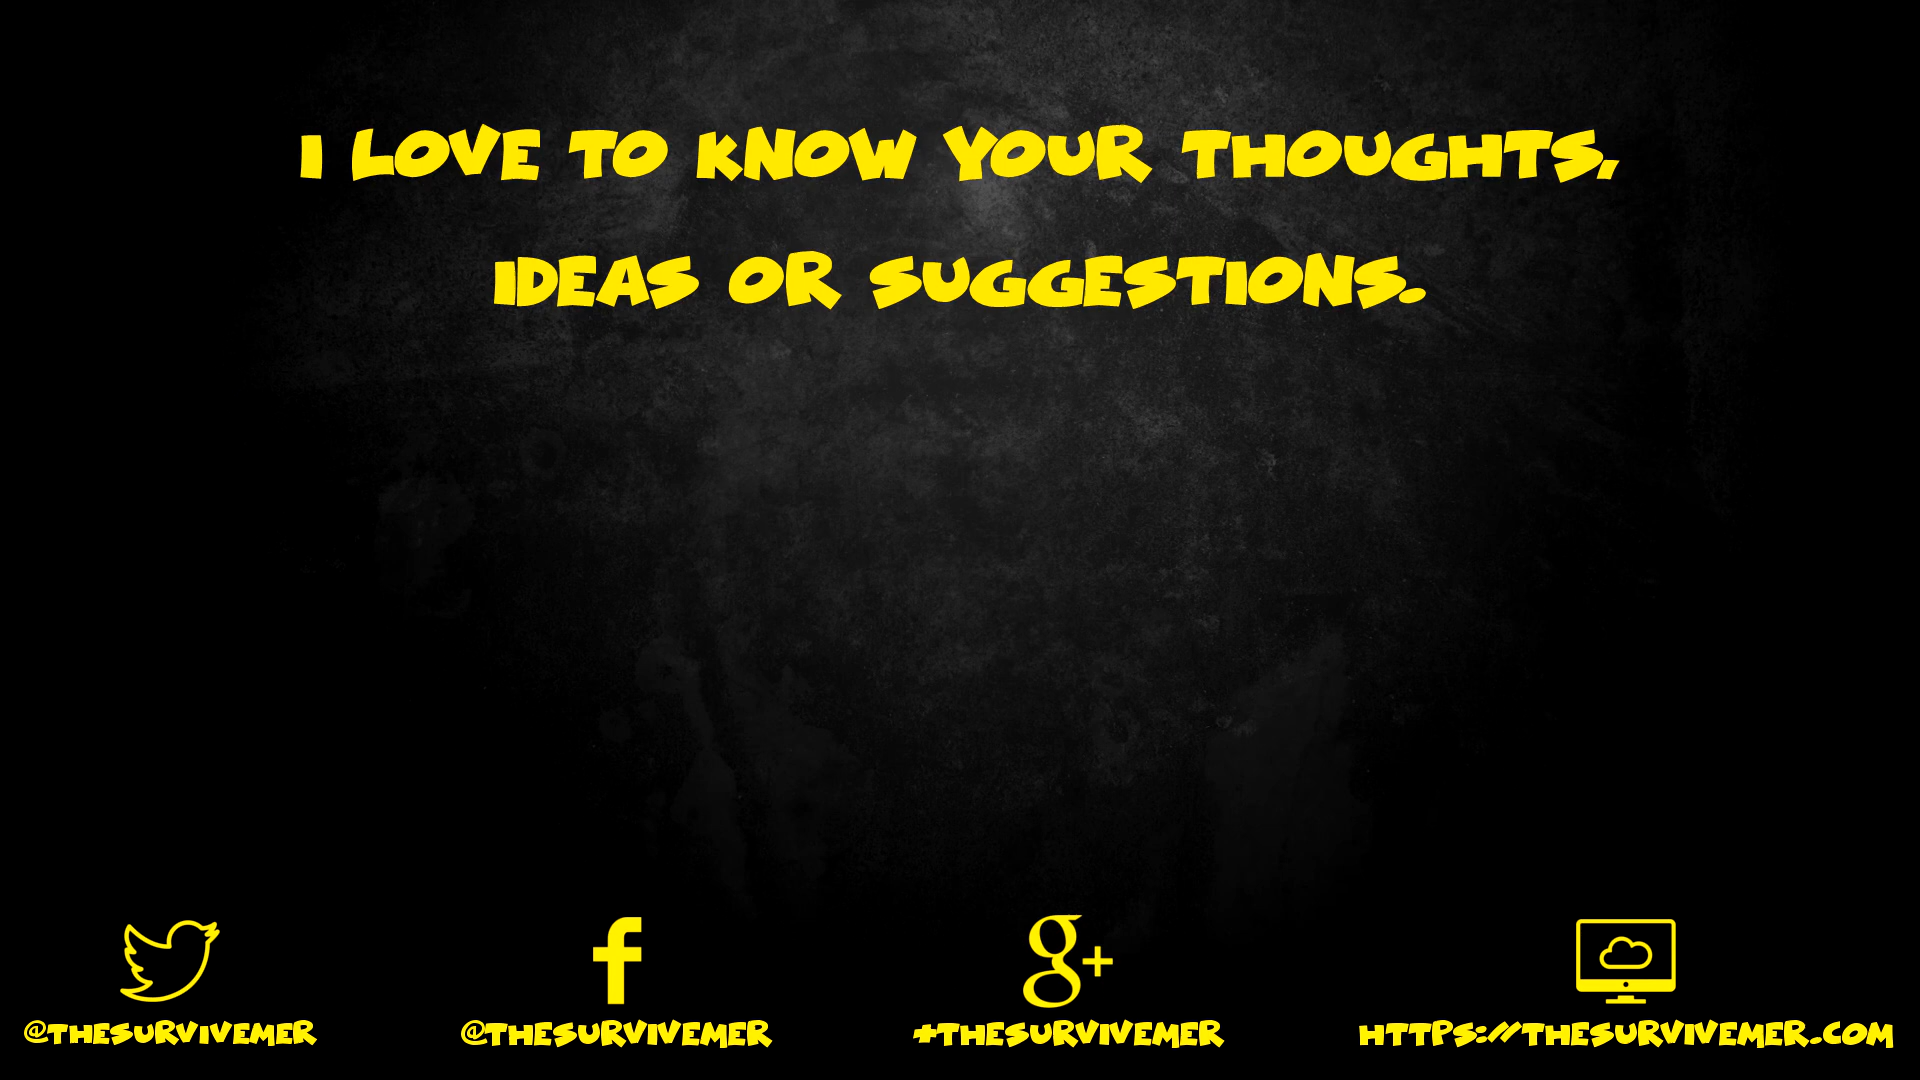 I LOVE TO KNOW YOUR THOUGHTS,
IDEAS OR SUGGESTIONS.
@THESURVIVEMER
@THESURVIVEMER
+THESURVIVEMER
HTTPS://THESURVIVEMER.COM